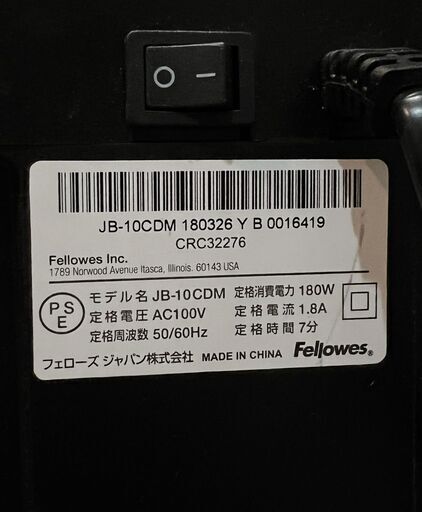 JB-10CDM 180326 Y B 0016419
CRC32276
Fellowes Inc.
1789 Norwood Avenue Itasca, Illinois. 60143 USA
PSE
モデル名 JB-10CDM 定格消費電力 180W
定格電圧 AC100V 定格電流 1.8A
定格周波数 50/60Hz 定格時間 7分
フェローズ ジャパン株式会社 MADE IN CHINA Fellowes®